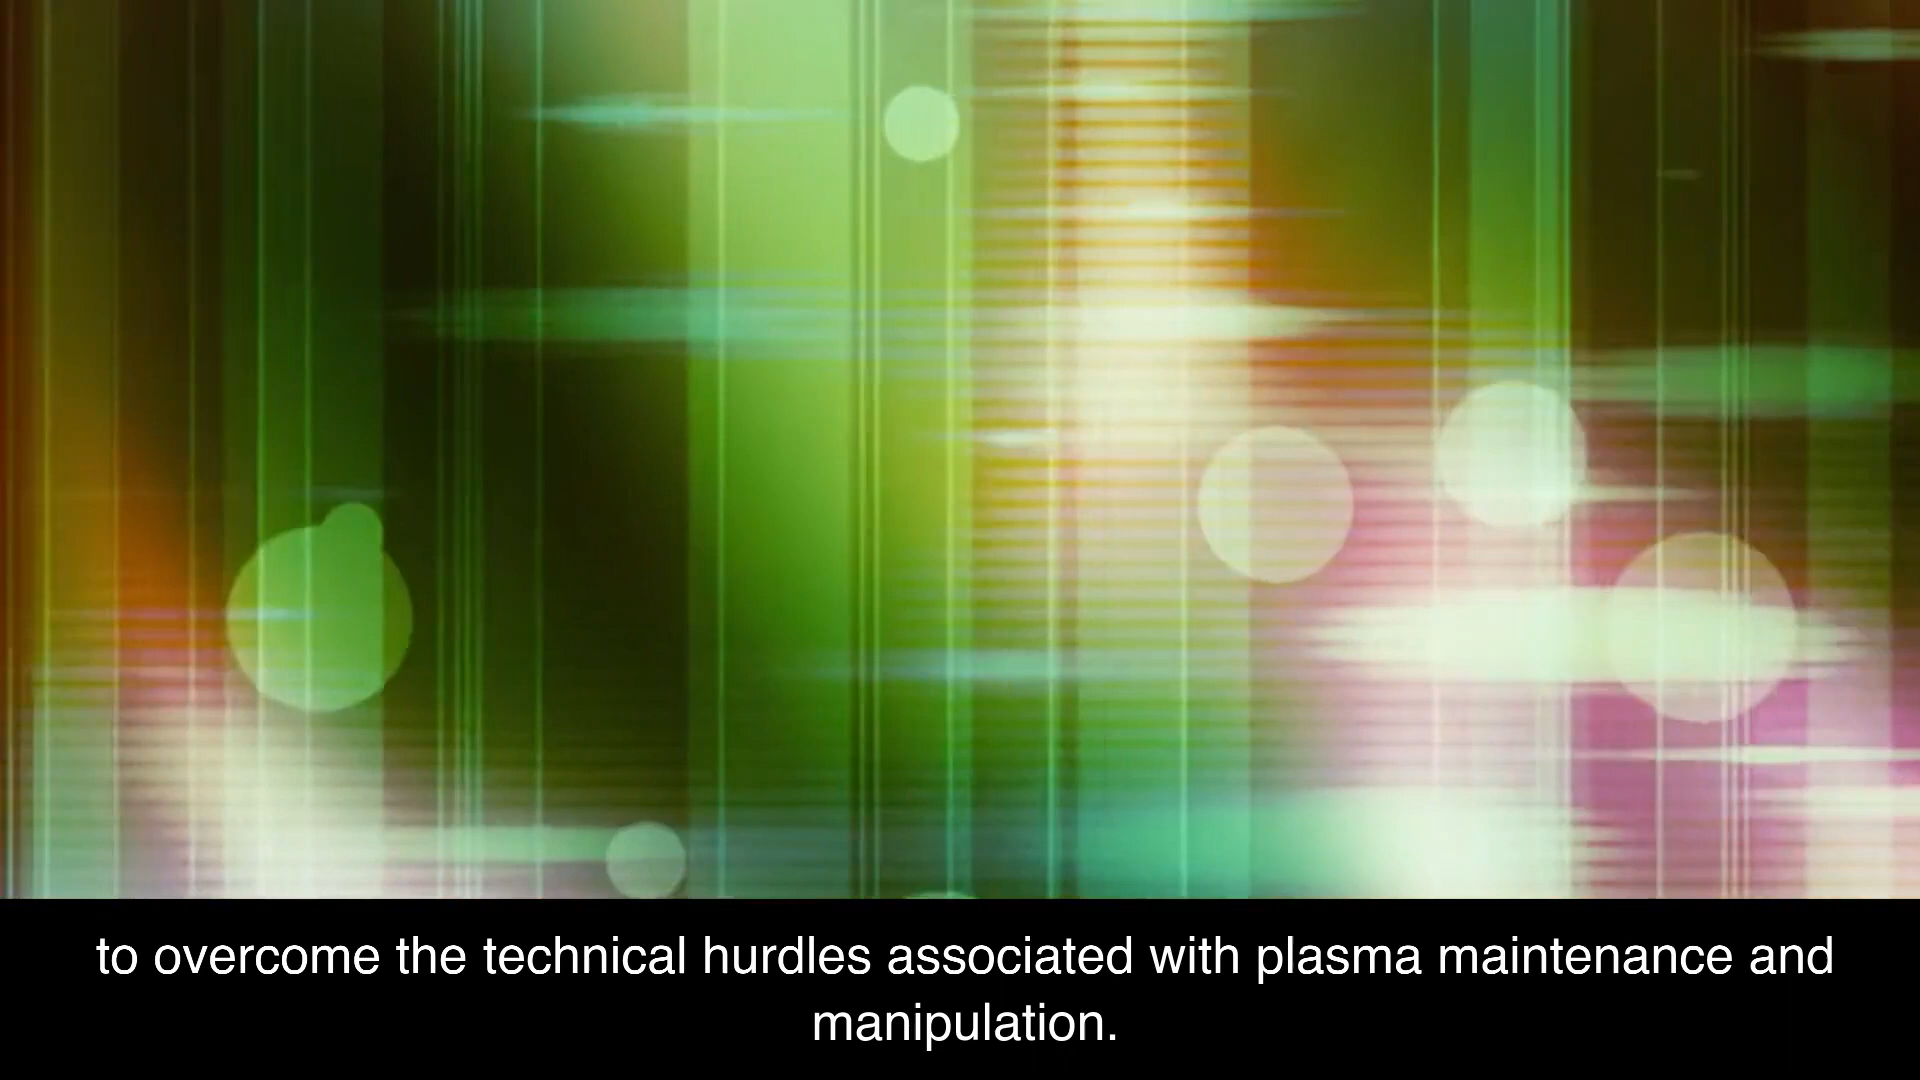 to overcome the technical hurdles associated with plasma maintenance and
manipulation.